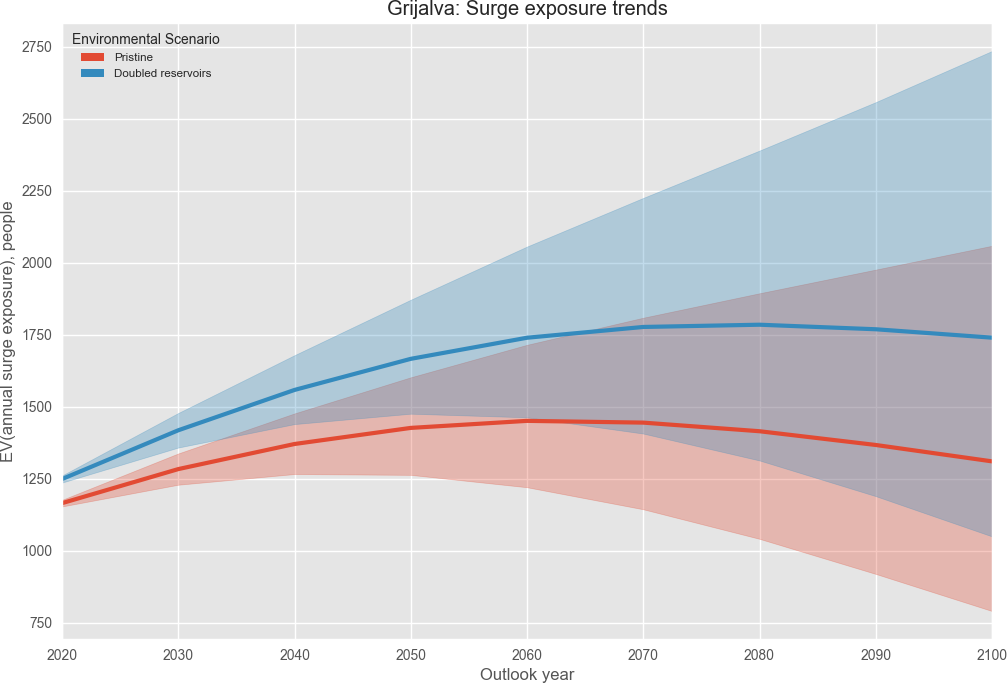 Grijalva: Surge exposure trends
Environmental Scenario
Pristine
Doubled reservoirs
EV(annual surge exposure), people
2750
2500
2250
2000
1750
1500
1250
1000
750
2020 2030 2040 2050 2060 2070 2080 2090 2100
Outlook year